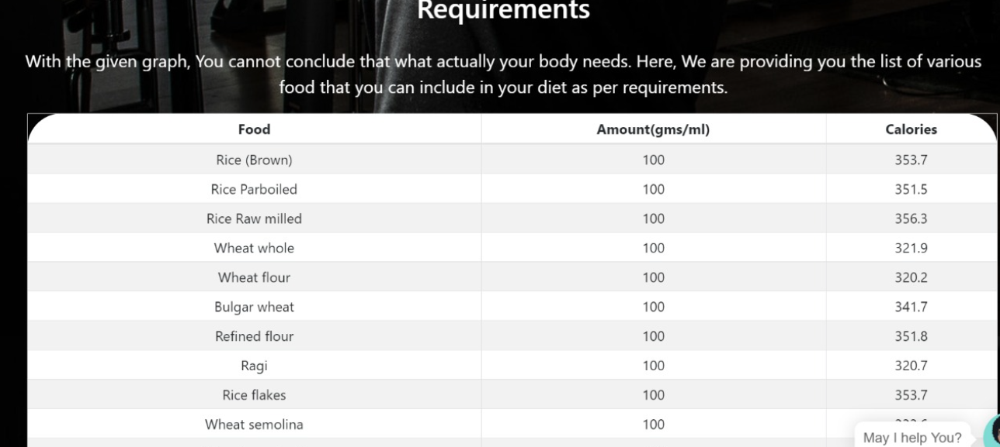 Requirements
With the given graph, You cannot conclude that what actually your body needs. Here, We are providing you the list of various
food that you can include in your diet as per requirements.
Food Amount(gms/ml) Calories
Rice (Brown) 100 353.7
Rice Parboiled 100 351.5
Rice Raw milled 100 356.3
Wheat whole 100 321.9
Wheat flour 100 320.2
Bulgar wheat 100 341.7
Refined flour 100 351.8
Ragi 100 320.7
Rice flakes 100 353.7
Wheat semolina 100
May I help You?